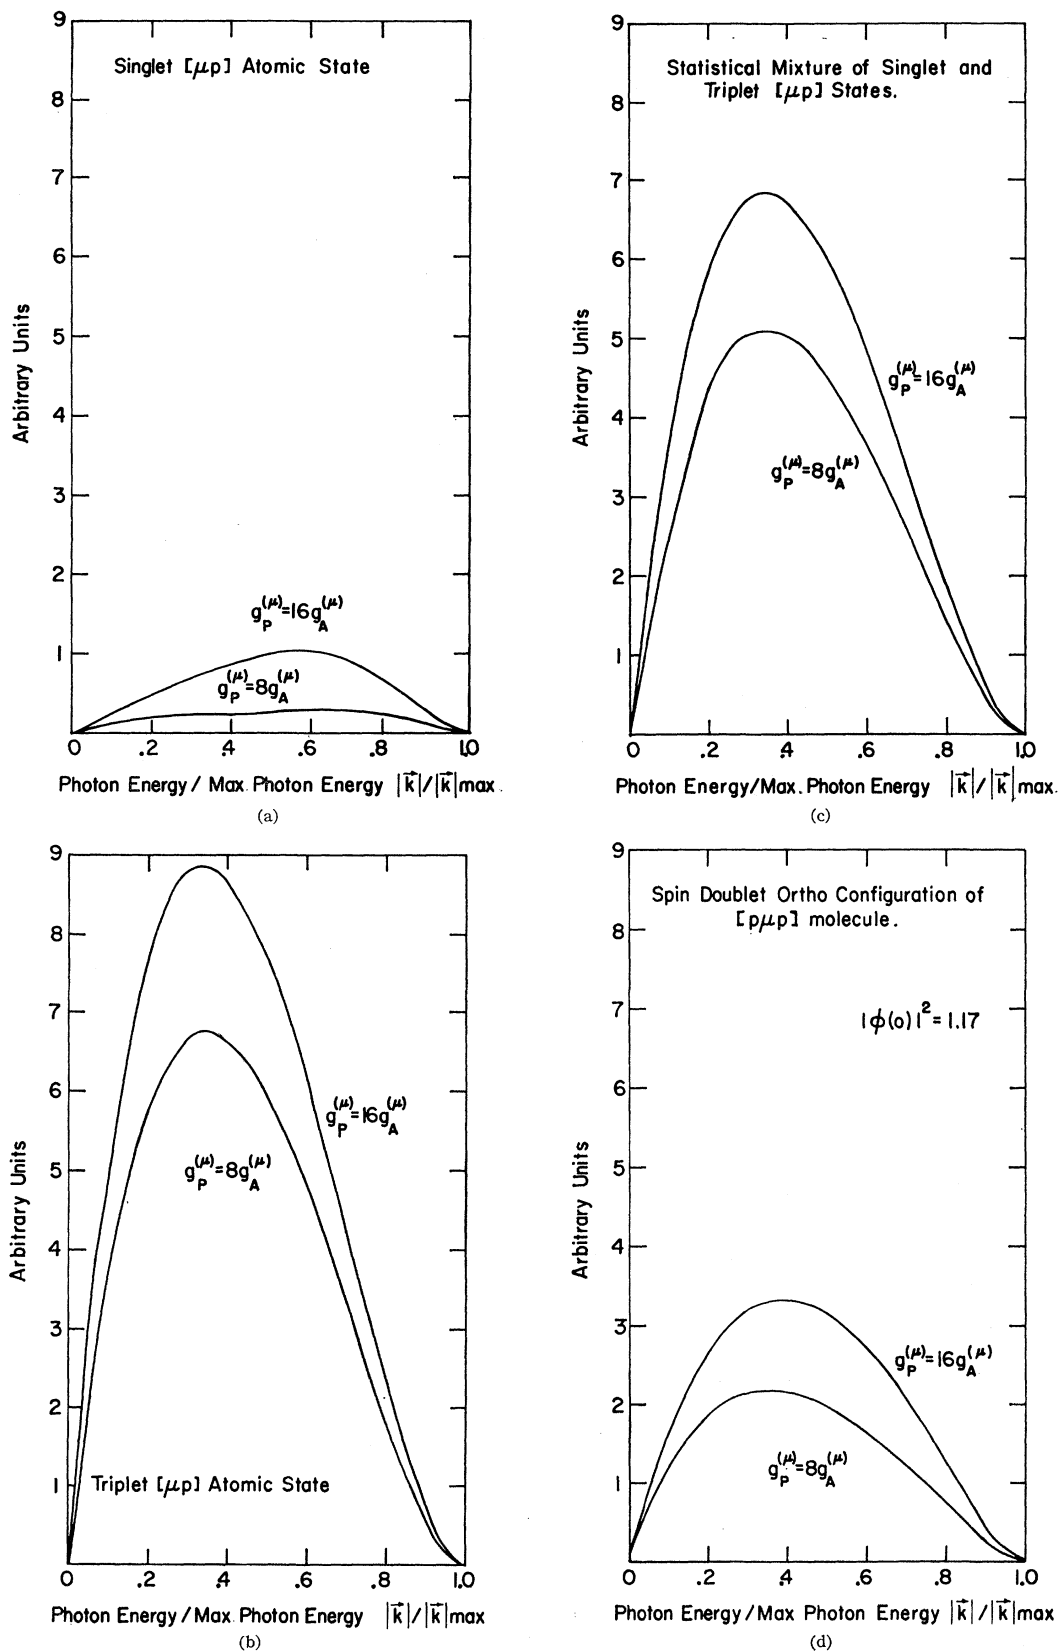 9
Singlet [μp] Atomic State
8
7
6
Arbitrary Units
5
4
3
2
g_P^(μ)=16g_A^(μ)
1
g_P^(μ)=8g_A^(μ)
0 .2 .4 .6 .8 1.0
Photon Energy / Max. Photon Energy |k⃗|/|k⃗|max.
(a)
9
Statistical Mixture of Singlet and
Triplet [μp] States.
8
7
6
Arbitrary Units
5
g_P^(μ)=16g_A^(μ)
4
g_P^(μ)=8g_A^(μ)
3
2
1
0 .2 .4 .6 .8 1.0
Photon Energy/Max. Photon Energy |k⃗|/|k⃗|max.
(c)
9
8
7
6
g_P^(μ)=16g_A^(μ)
Arbitrary Units
5
g_P^(μ)=8g_A^(μ)
4
3
2
1
Triplet [μp] Atomic State
0 .2 .4 .6 .8 1.0
Photon Energy / Max. Photon Energy |k⃗|/|k⃗|max
(b)
9
Spin Doublet Ortho Configuration of
[pμp] molecule.
8
7
|ϕ(o)|²=1.17
6
Arbitrary Units
5
4
3
g_P^(μ)=16g_A^(μ)
2
g_P^(μ)=8g_A^(μ)
1
0 .2 .4 .6 .8 1.0
Photon Energy/Max Photon Energy |k⃗|/|k⃗|max
(d)